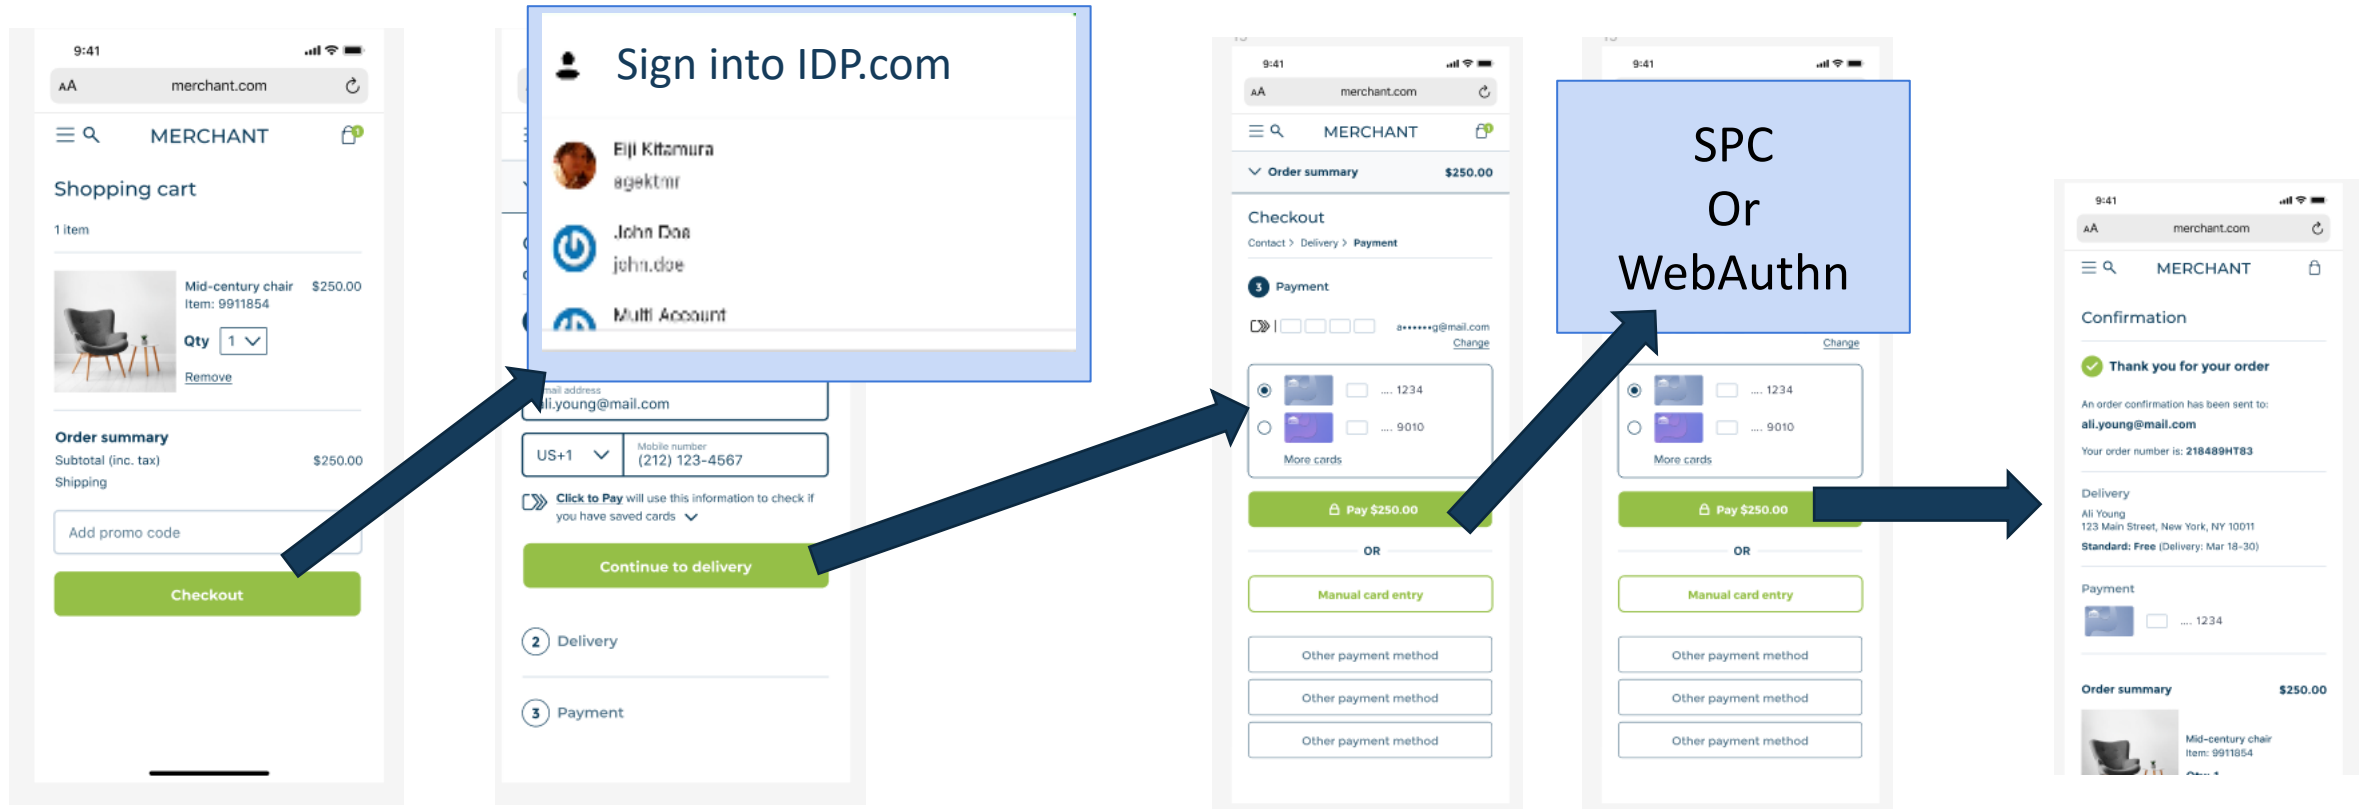 9:41
AA merchant.com
MERCHANT 1
Shopping cart
1 item
Mid-century chair $250.00
Item: 9911854
Qty 1
Remove
Order summary
Subtotal (inc. tax) $250.00
Shipping
Add promo code
Checkout
Sign into IDP.com
Eiji Kitamura
agektmr
John Doe
john.doe
Multi Account
ali.young@mail.com
US+1 Mobile number
(212) 123-4567
Click to Pay will use this information to check if
you have saved cards
Continue to delivery
2 Delivery
3 Payment
9:41
AA merchant.com
MERCHANT 1
Order summary $250.00
Checkout
Contact > Delivery > Payment
3 Payment
a••••••g@mail.com
Change
.... 1234
.... 9010
More cards
Pay $250.00
OR
Manual card entry
Other payment method
Other payment method
Other payment method
9:41
SPC
Or
WebAuthn
Change
.... 1234
.... 9010
More cards
Pay $250.00
OR
Manual card entry
Other payment method
Other payment method
Other payment method
9:41
AA merchant.com
MERCHANT
Confirmation
Thank you for your order
An order confirmation has been sent to:
ali.young@mail.com
Your order number is: 218489HT83
Delivery
Ali Young
123 Main Street, New York, NY 10011
Standard: Free (Delivery: Mar 18-30)
Payment
.... 1234
Order summary $250.00
Mid-century chair
Item: 9911854